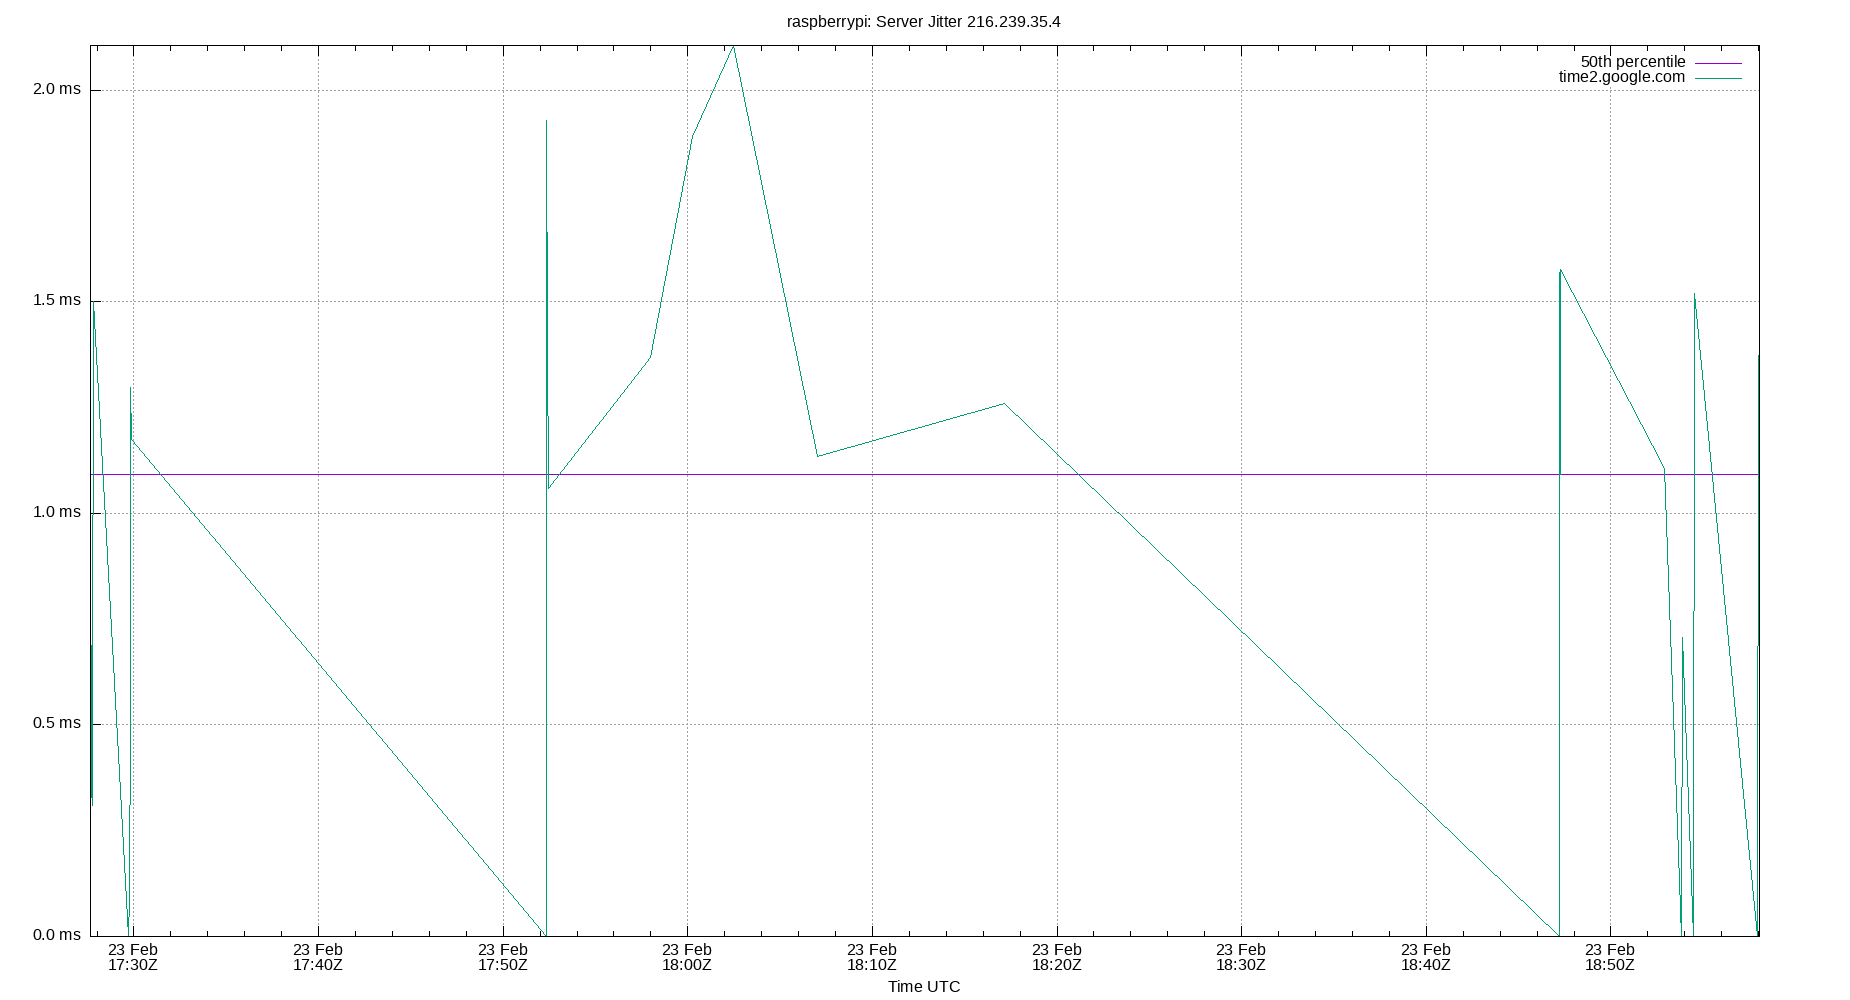 raspberrypi: Server Jitter 216.239.35.4
50th percentile
time2.google.com
2.0 ms
1.5 ms
1.0 ms
0.5 ms
0.0 ms
23 Feb 23 Feb 23 Feb 23 Feb 23 Feb 23 Feb 23 Feb 23 Feb 23 Feb
17:30Z 17:40Z 17:50Z 18:00Z 18:10Z 18:20Z 18:30Z 18:40Z 18:50Z
Time UTC